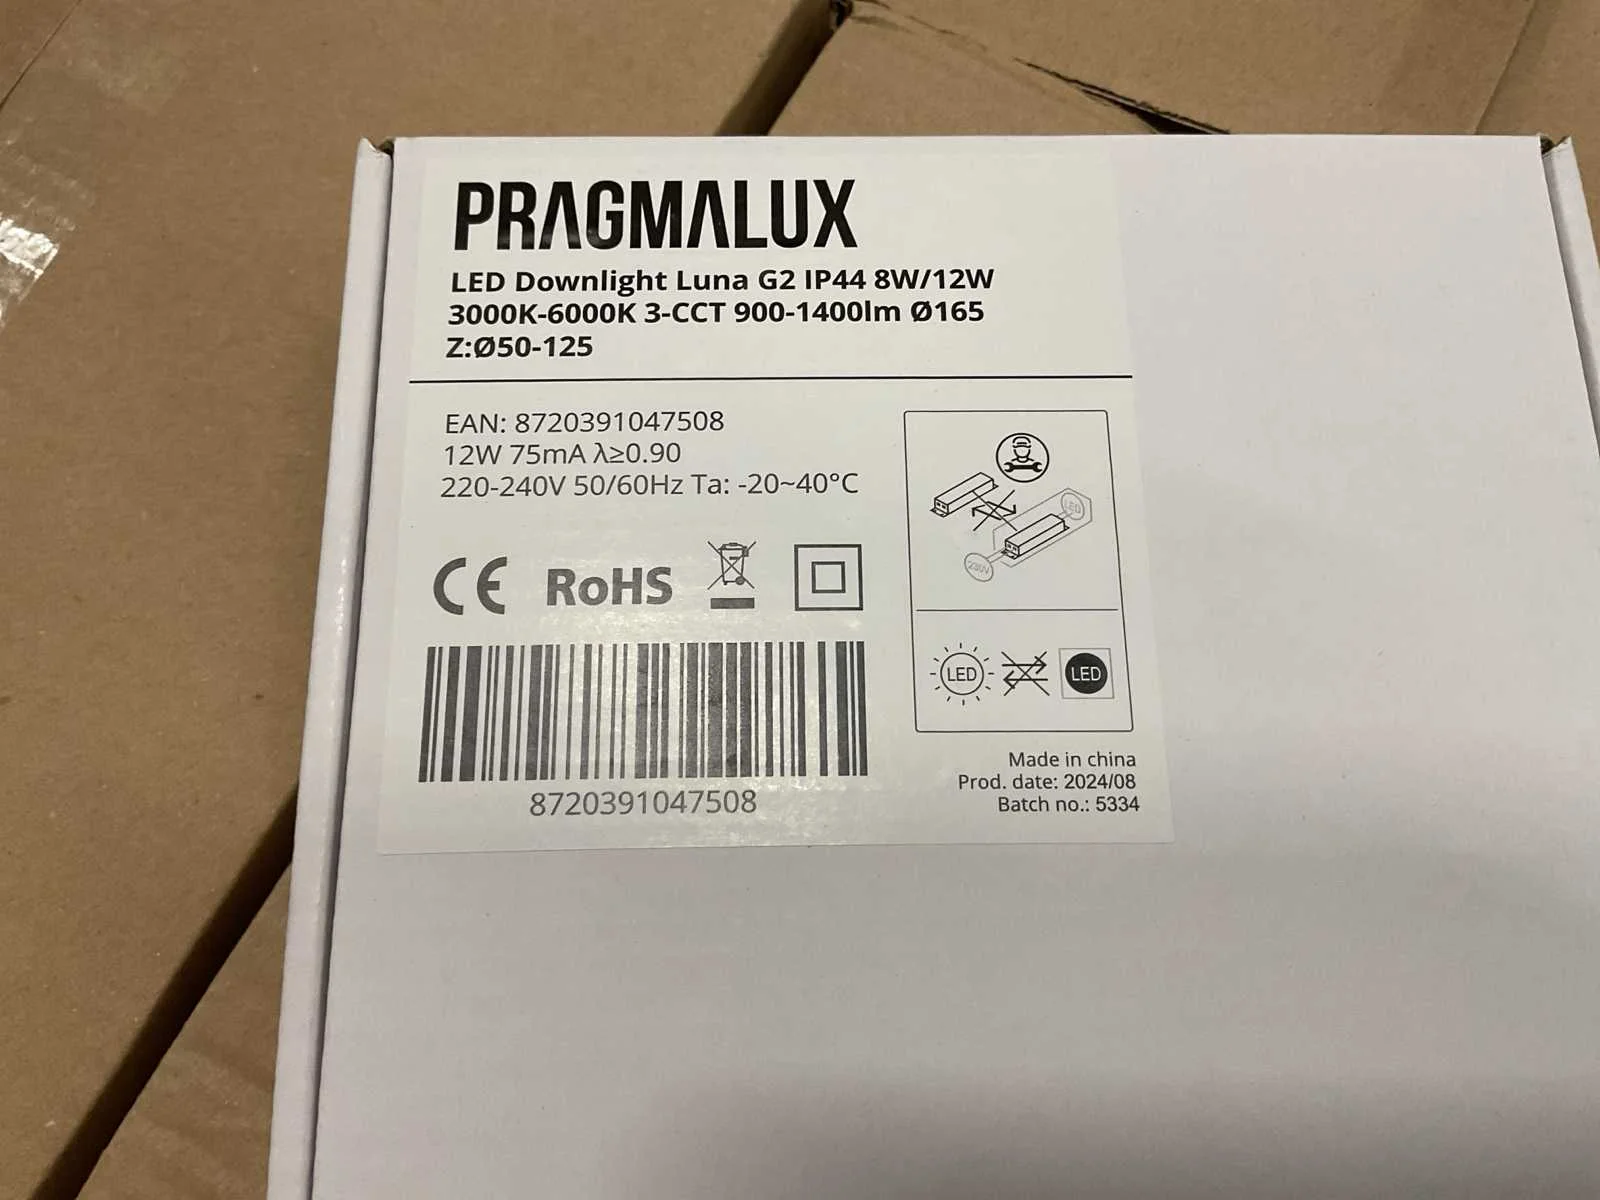 PRAGMALUX
LED Downlight Luna G2 IP44 8W/12W
3000K-6000K 3-CCT 900-1400lm Ø165
Z:Ø50-125
EAN: 8720391047508
12W 75mA λ≥0.90
220-240V 50/60Hz Ta: -20~40°C
CE RoHS
8720391047508
LED
230V
LED LED
Made in china
Prod. date: 2024/08
Batch no.: 5334